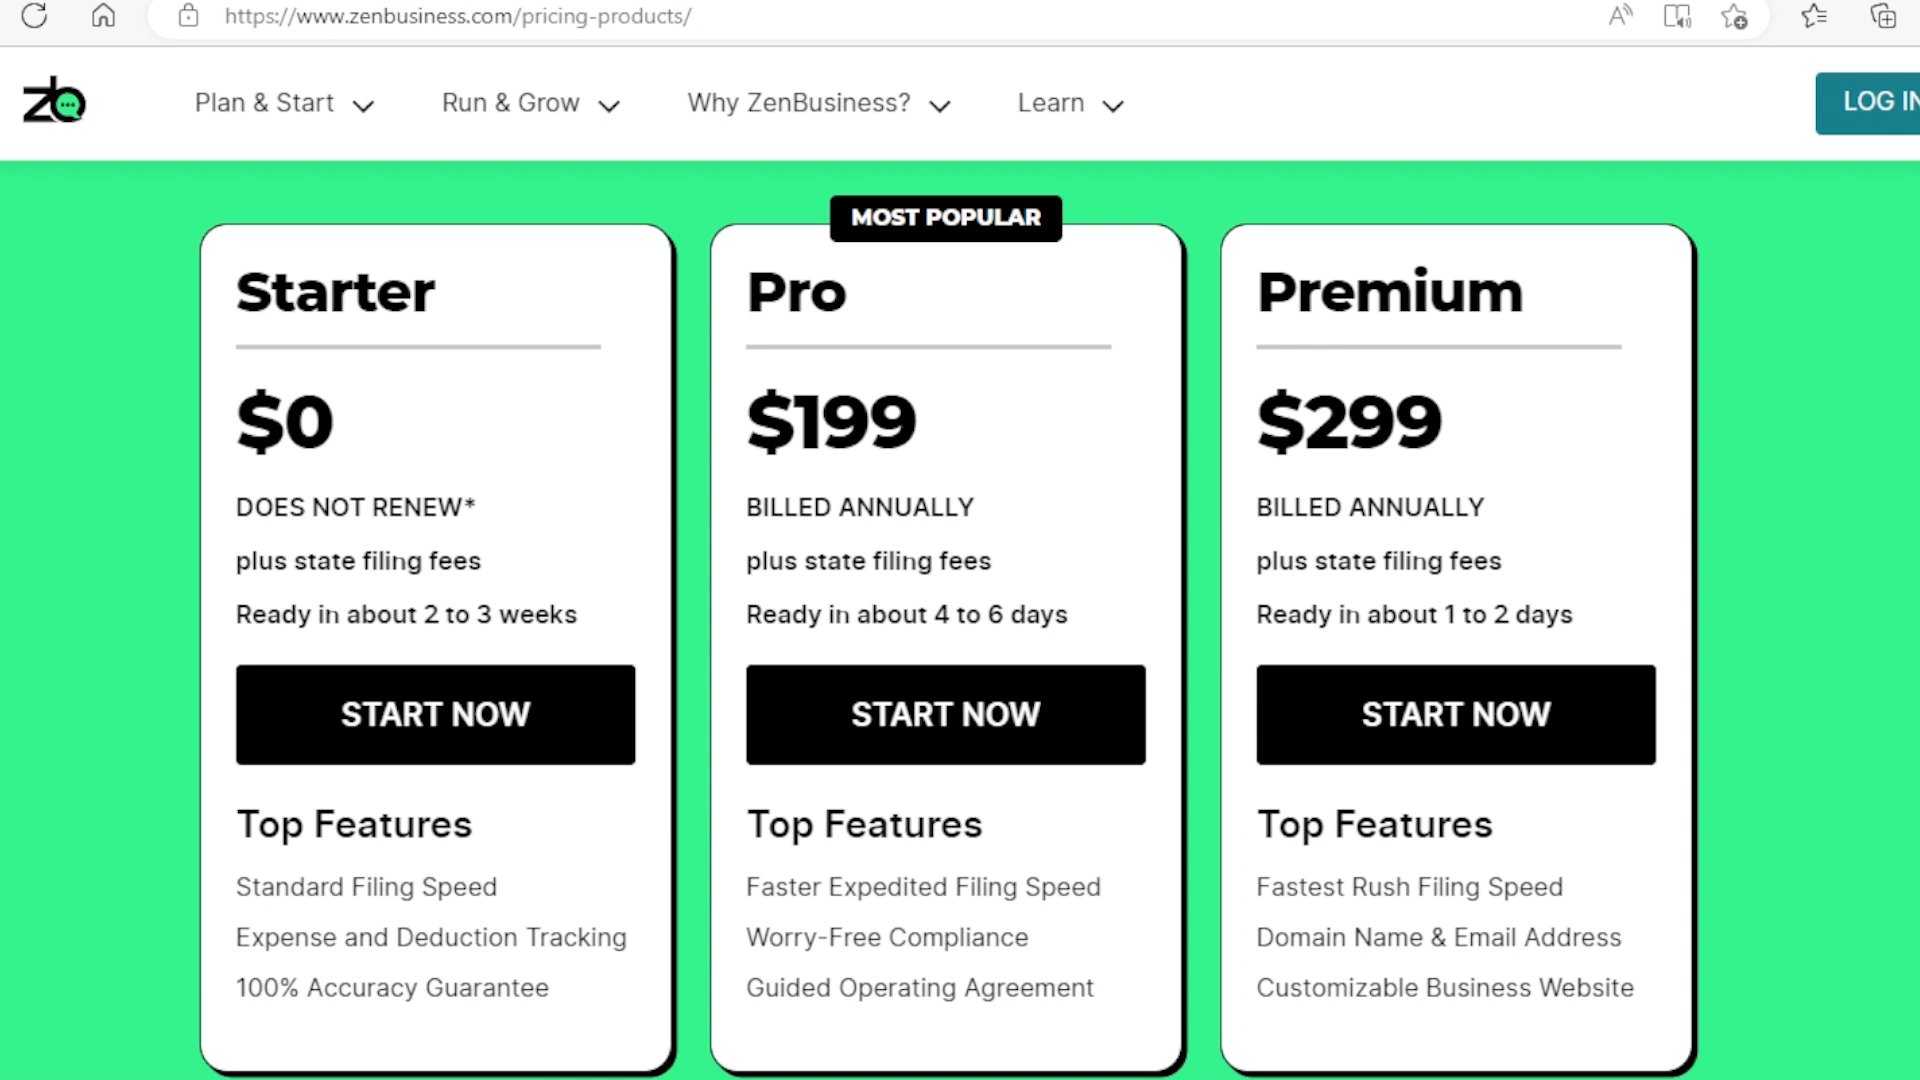 https://www.zenbusiness.com/pricing-products/
zb
Plan & Start
Run & Grow
Why ZenBusiness?
Learn
LOG IN
MOST POPULAR
Starter
$0
DOES NOT RENEW*
plus state filing fees
Ready in about 2 to 3 weeks
START NOW
Top Features
Standard Filing Speed
Expense and Deduction Tracking
100% Accuracy Guarantee
Pro
$199
BILLED ANNUALLY
plus state filing fees
Ready in about 4 to 6 days
START NOW
Top Features
Faster Expedited Filing Speed
Worry-Free Compliance
Guided Operating Agreement
Premium
$299
BILLED ANNUALLY
plus state filing fees
Ready in about 1 to 2 days
START NOW
Top Features
Fastest Rush Filing Speed
Domain Name & Email Address
Customizable Business Website